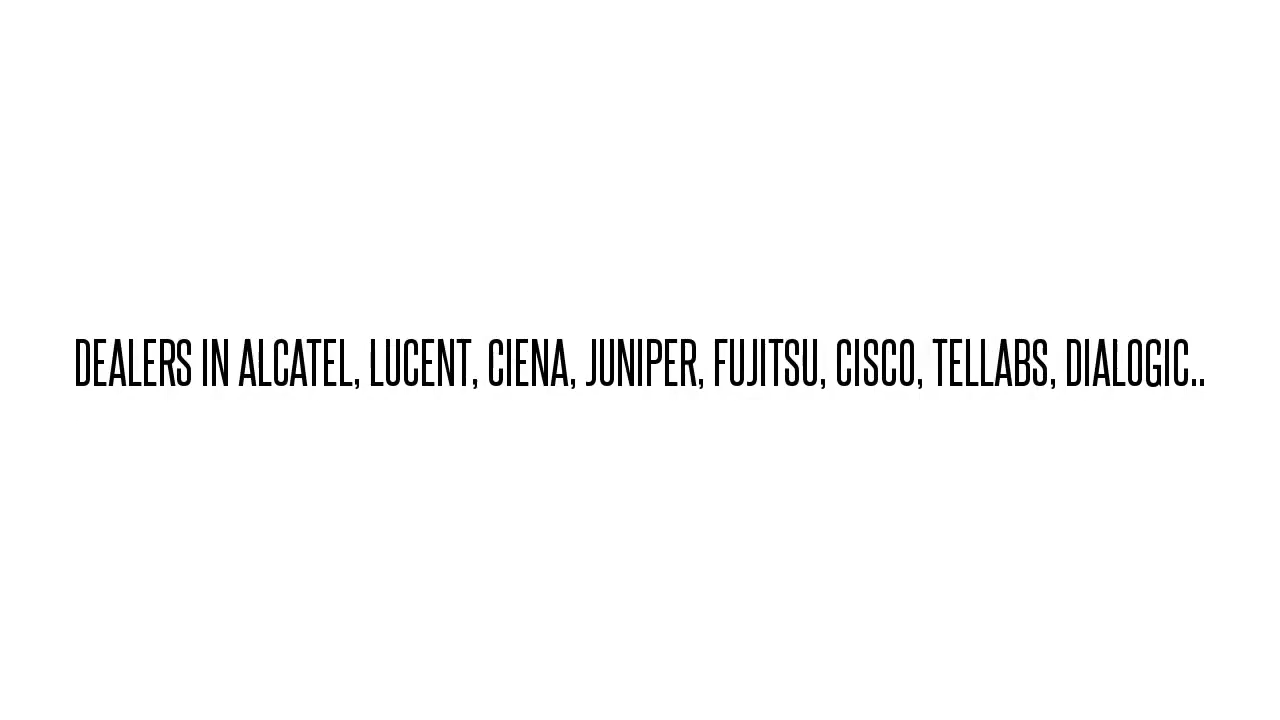 DEALERS IN ALCATEL, LUCENT, CIENA, JUNIPER, FUJITSU, CISCO, TELLABS, DIALOGIC..